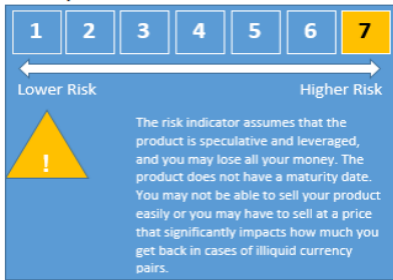 1 2 3 4 5 6 7
Lower Risk Higher Risk
!
The risk indicator assumes that the
product is speculative and leveraged,
and you may lose all your money. The
product does not have a maturity date.
You may not be able to sell your product
easily or you may have to sell at a price
that significantly impacts how much you
get back in cases of illiquid currency
pairs.